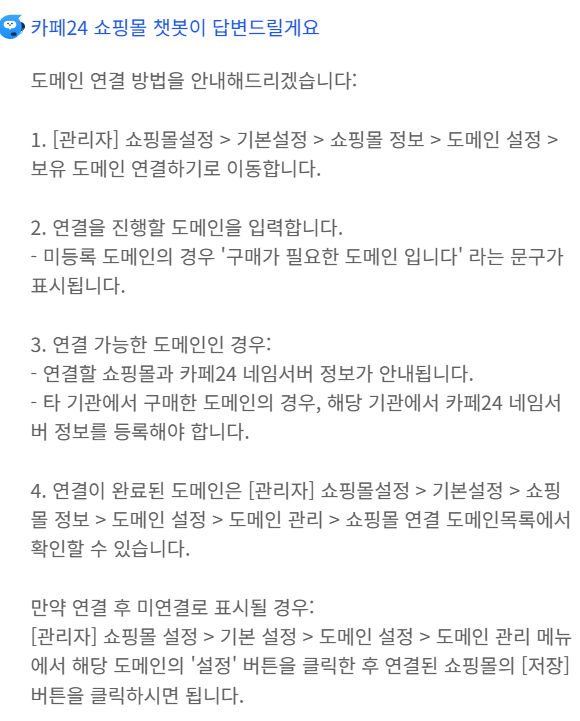 카페24 쇼핑몰 챗봇이 답변드릴게요
도메인 연결 방법을 안내해드리겠습니다:
1. [관리자] 쇼핑몰설정 > 기본설정 > 쇼핑몰 정보 > 도메인 설정 >
보유 도메인 연결하기로 이동합니다.
2. 연결을 진행할 도메인을 입력합니다.
- 미등록 도메인의 경우 '구매가 필요한 도메인 입니다' 라는 문구가
표시됩니다.
3. 연결 가능한 도메인인 경우:
- 연결할 쇼핑몰과 카페24 네임서버 정보가 안내됩니다.
- 타 기관에서 구매한 도메인의 경우, 해당 기관에서 카페24 네임서
버 정보를 등록해야 합니다.
4. 연결이 완료된 도메인은 [관리자] 쇼핑몰설정 > 기본설정 > 쇼핑
몰 정보 > 도메인 설정 > 도메인 관리 > 쇼핑몰 연결 도메인목록에서
확인할 수 있습니다.
만약 연결 후 미연결로 표시될 경우:
[관리자] 쇼핑몰 설정 > 기본 설정 > 도메인 설정 > 도메인 관리 메뉴
에서 해당 도메인의 '설정' 버튼을 클릭한 후 연결된 쇼핑몰의 [저장]
버튼을 클릭하시면 됩니다.